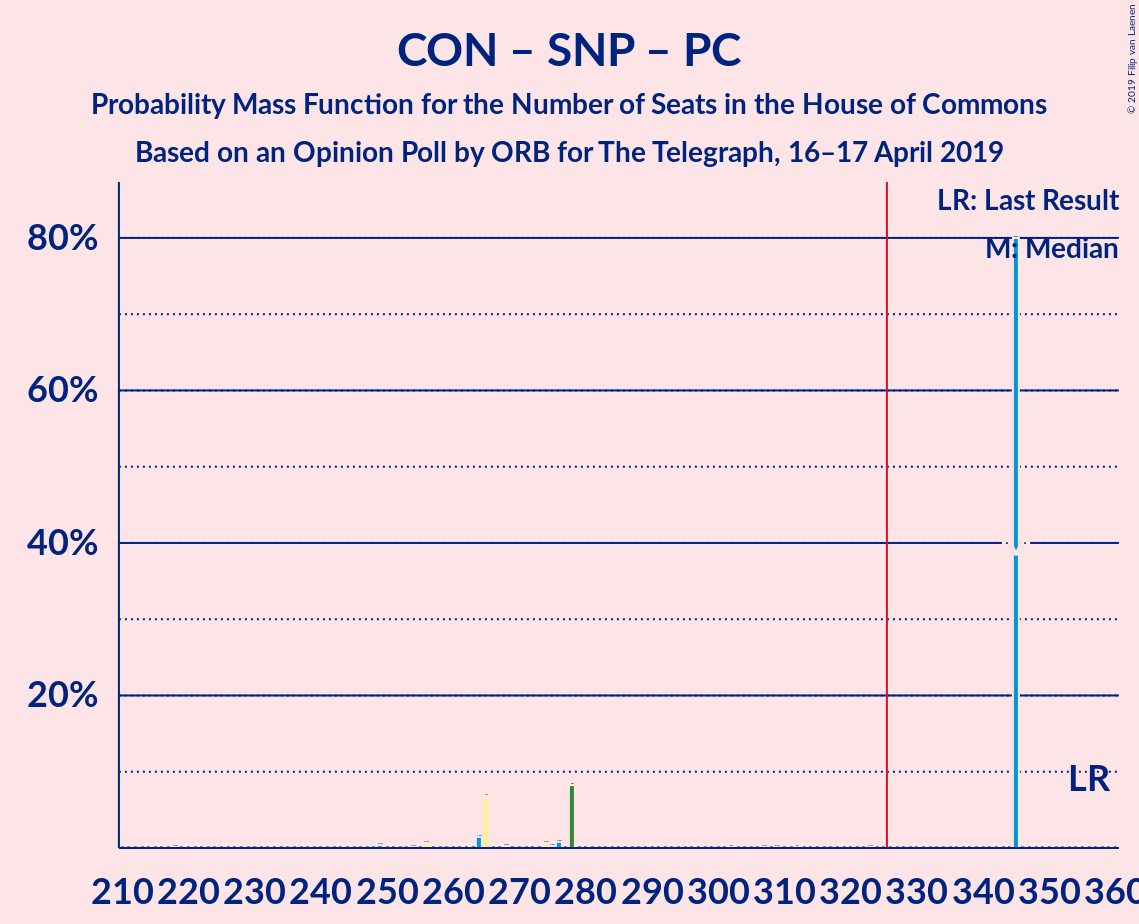 CON – SNP – PC
Probability Mass Function for the Number of Seats in the House of Commons
Based on an Opinion Poll by ORB for The Telegraph, 16–17 April 2019
© 2019 Filip van Laenen
LR: Last Result
M: Median
80%
60%
40%
20%
LR
210 220 230 240 250 260 270 280 290 300 310 320 330 340 350 360